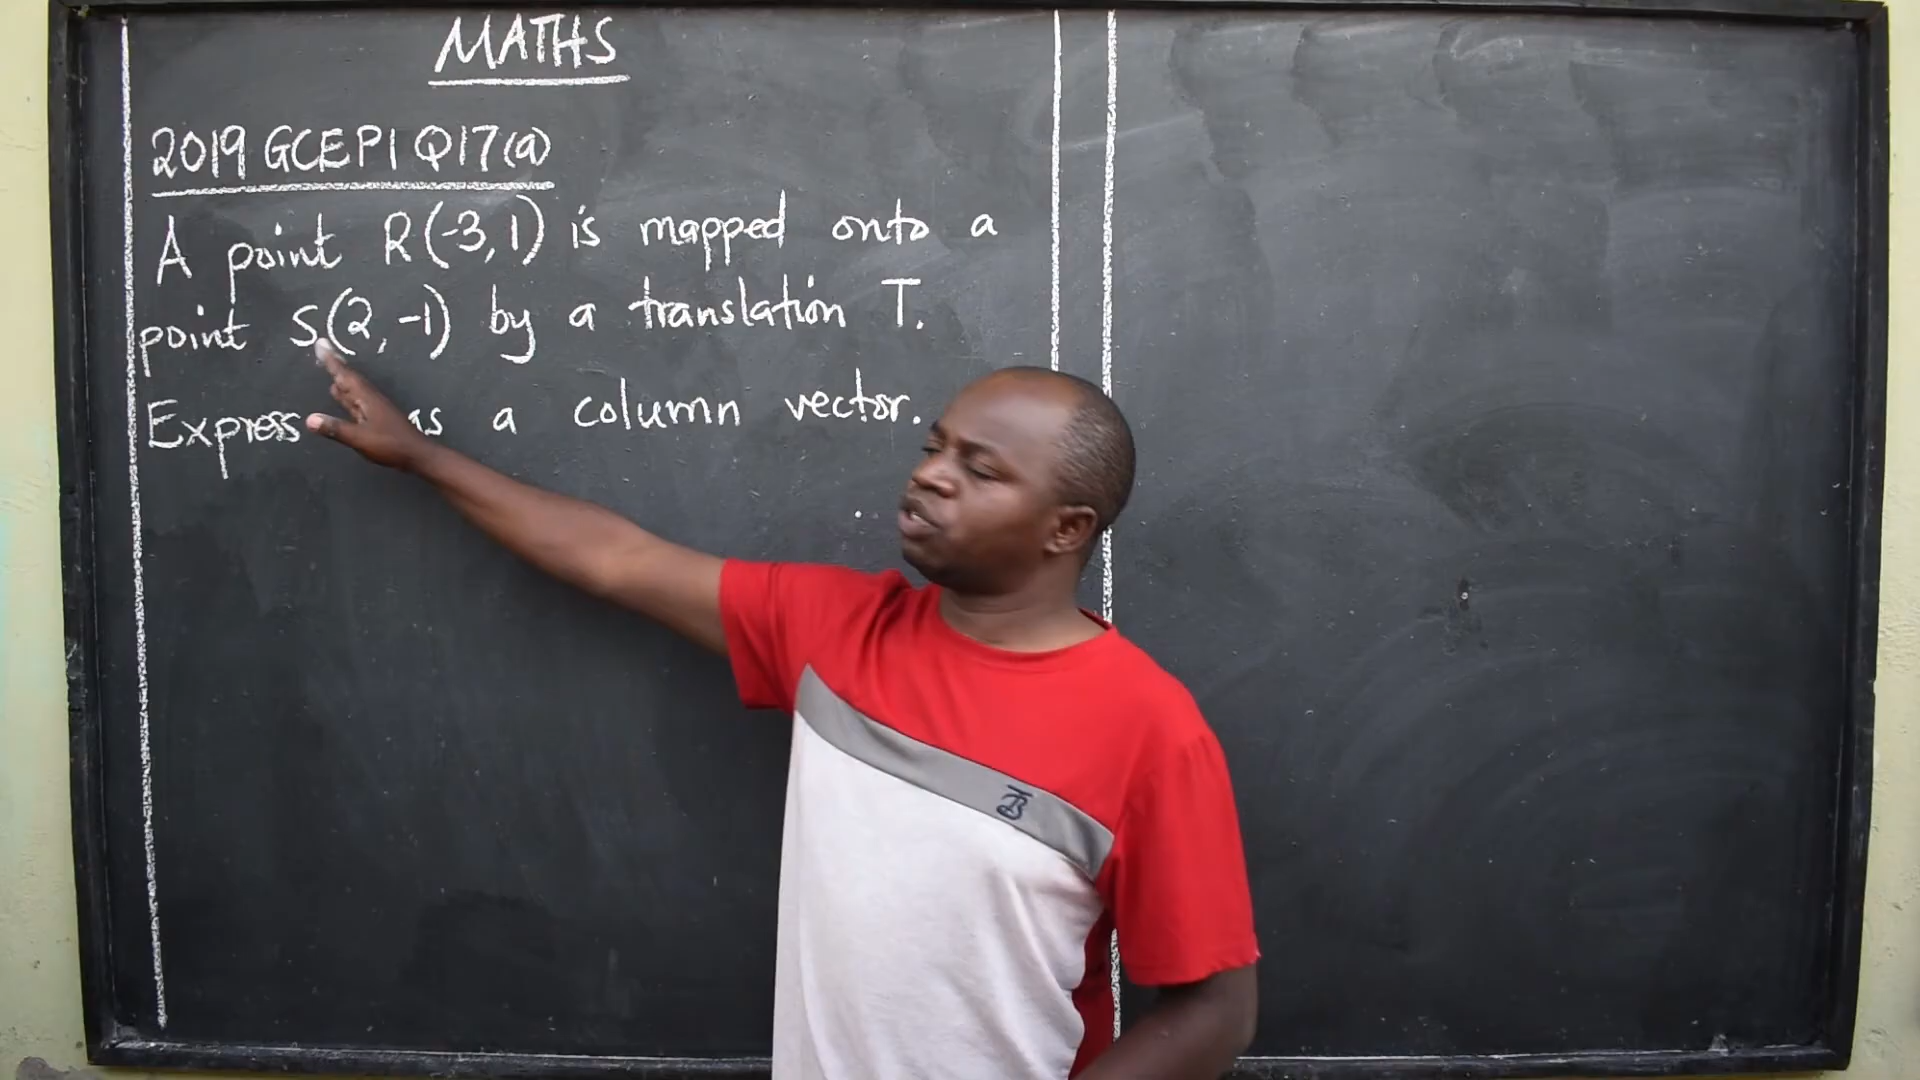 MATHS
2019 GCE P1 Q17(a)
A point R(-3,1) is mapped onto a
point S(2,-1) by a translation T.
Express as a column vector.